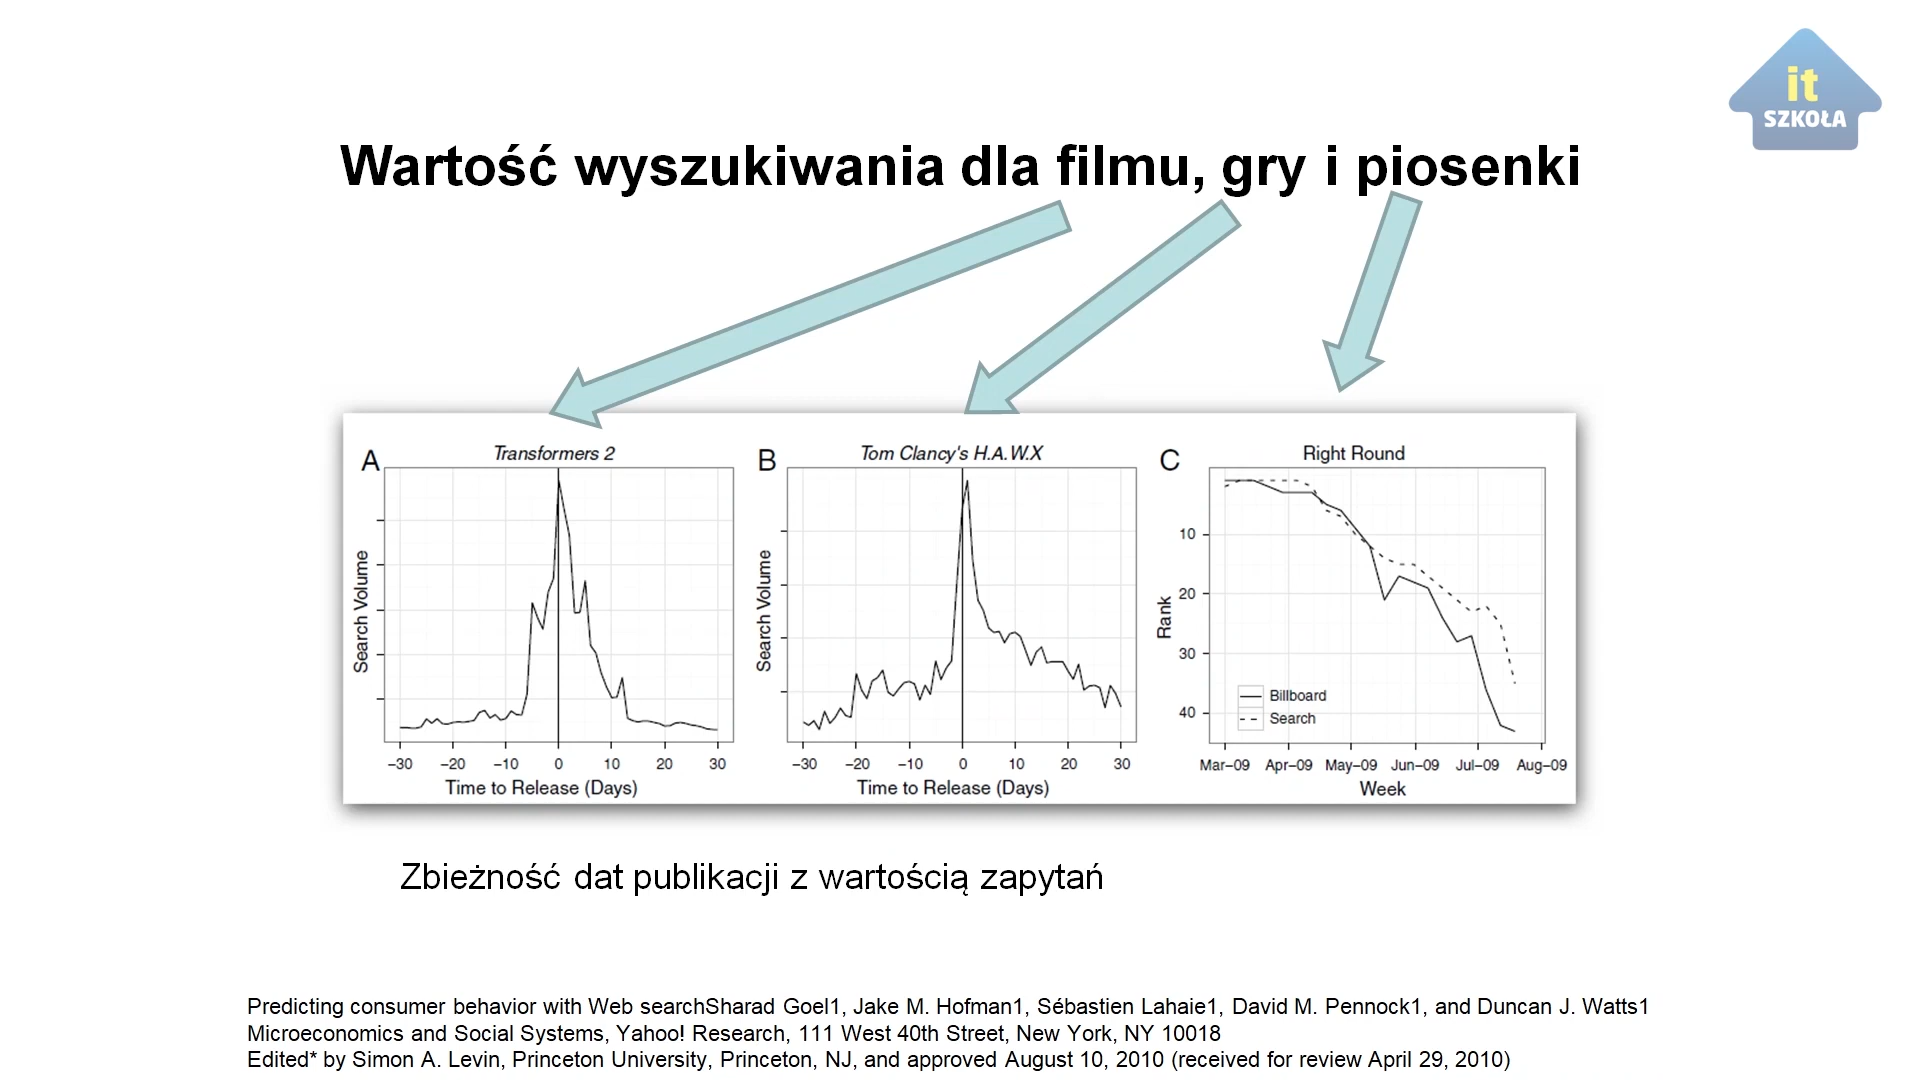 it
SZKOŁA
Wartość wyszukiwania dla filmu, gry i piosenki
A
Transformers 2
Search Volume
−30 −20 −10 0 10 20 30
Time to Release (Days)
B
Tom Clancy's H.A.W.X
Search Volume
−30 −20 −10 0 10 20 30
Time to Release (Days)
C
Right Round
Rank
10
20
30
40
Billboard
Search
Mar−09 Apr−09 May−09 Jun−09 Jul−09 Aug−09
Week
Zbieżność dat publikacji z wartością zapytań
Predicting consumer behavior with Web searchSharad Goel1, Jake M. Hofman1, Sébastien Lahaie1, David M. Pennock1, and Duncan J. Watts1
Microeconomics and Social Systems, Yahoo! Research, 111 West 40th Street, New York, NY 10018
Edited* by Simon A. Levin, Princeton University, Princeton, NJ, and approved August 10, 2010 (received for review April 29, 2010)